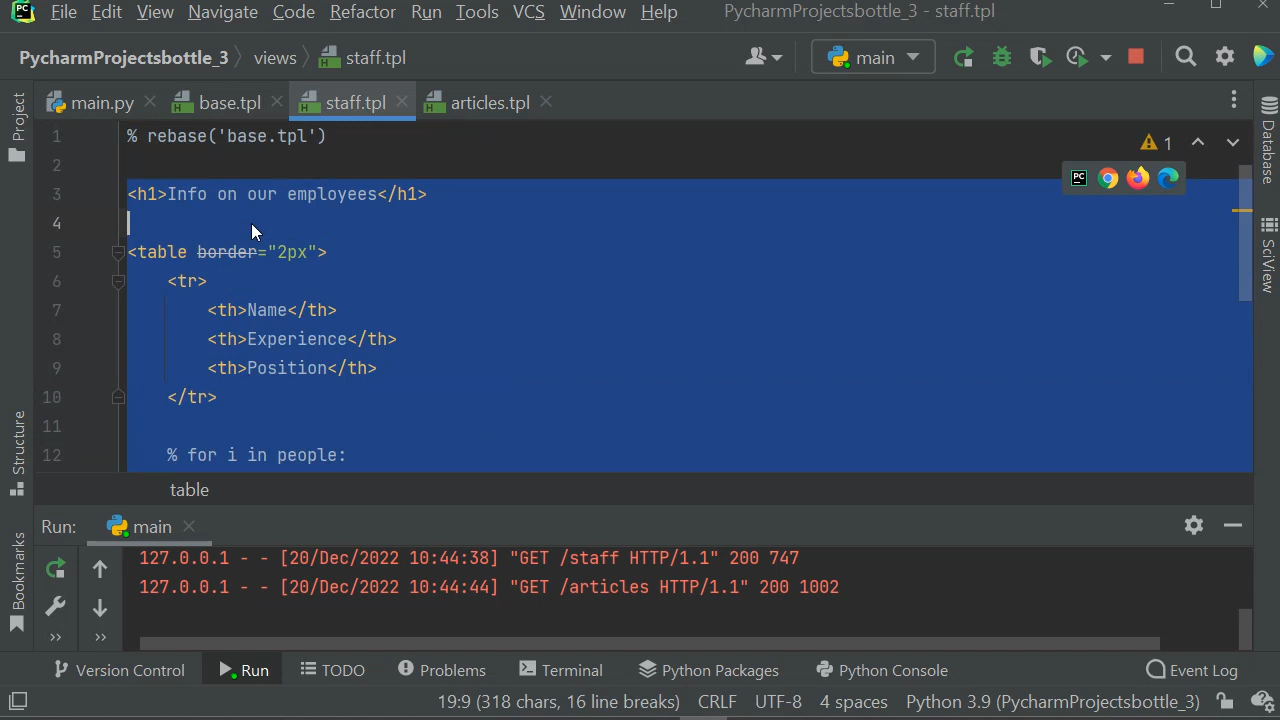 PC File Edit View Navigate Code Refactor Run Tools VCS Window Help PycharmProjectsbottle_3 - staff.tpl
PycharmProjectsbottle_3 views staff.tpl main
main.py base.tpl staff.tpl articles.tpl
1 % rebase('base.tpl')
1
2
3 <h1>Info on our employees</h1>
PC
4
5 <table border="2px">
6 <tr>
7 <th>Name</th>
8 <th>Experience</th>
9 <th>Position</th>
10 </tr>
11
12 % for i in people:
table
Project
Structure
Bookmarks
Database
SciView
Run: main
127.0.0.1 - - [20/Dec/2022 10:44:38] "GET /staff HTTP/1.1" 200 747
127.0.0.1 - - [20/Dec/2022 10:44:44] "GET /articles HTTP/1.1" 200 1002
Version Control Run TODO Problems Terminal Python Packages Python Console Event Log
19:9 (318 chars, 16 line breaks) CRLF UTF-8 4 spaces Python 3.9 (PycharmProjectsbottle_3)